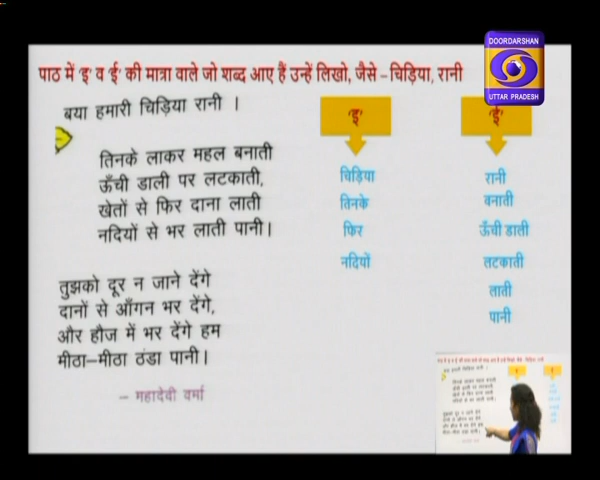 DOORDARSHAN
UTTAR PRADESH
पाठ में 'इ' व 'ई' की मात्रा वाले जो शब्द आए हैं उन्हें लिखो, जैसे – चिड़िया, रानी
बया हमारी चिड़िया रानी ।
तिनके लाकर महल बनाती
ऊँची डाली पर लटकाती,
खेतों से फिर दाना लाती
नदियों से भर लाती पानी।
तुझको दूर न जाने देंगे
दानों से आँगन भर देंगे,
और हौज में भर देंगे हम
मीठा–मीठा ठंडा पानी।
– महादेवी वर्मा
'इ'
चिड़िया
तिनके
फिर
नदियों
'ई'
रानी
वनाती
ऊँची डाली
लटकाती
लाती
पानी